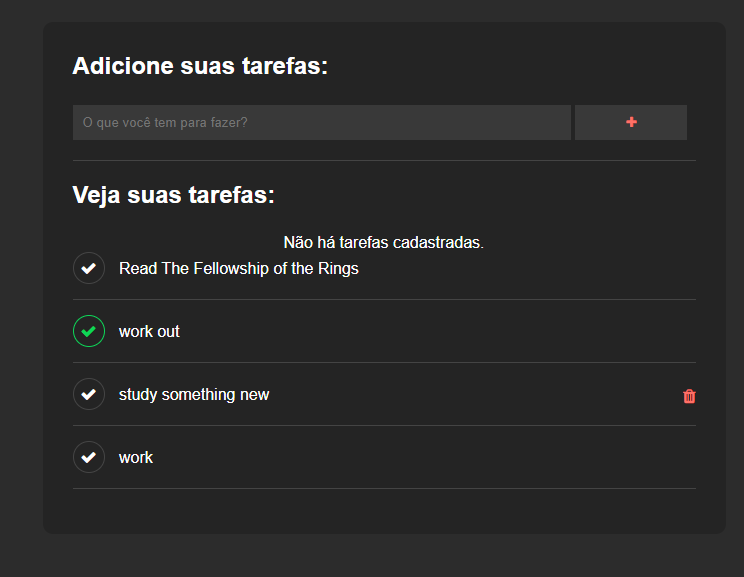 Adicione suas tarefas:
O que você tem para fazer?
Veja suas tarefas:
Não há tarefas cadastradas.
Read The Fellowship of the Rings
work out
study something new
work